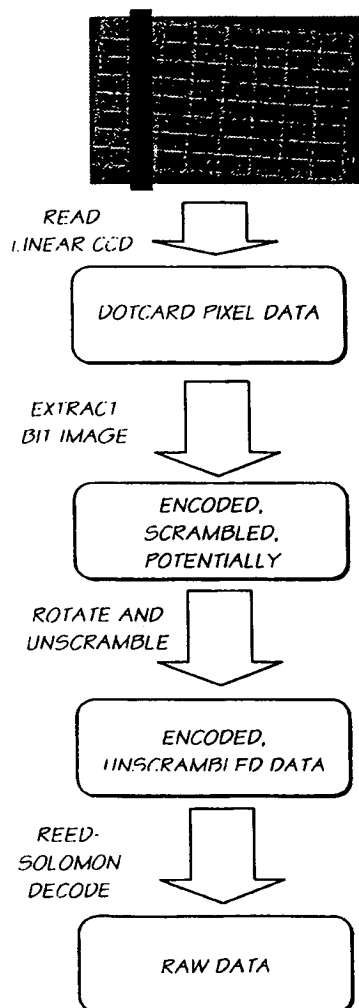 READ
LINEAR CCD
DOTCARD PIXEL DATA
EXTRACT
BIT IMAGE
ENCODED,
SCRAMBLED,
POTENTIALLY
ROTATE AND
UNSCRAMBLE
ENCODED,
UNSCRAMBLED DATA
REED-
SOLOMON
DECODE
RAW DATA